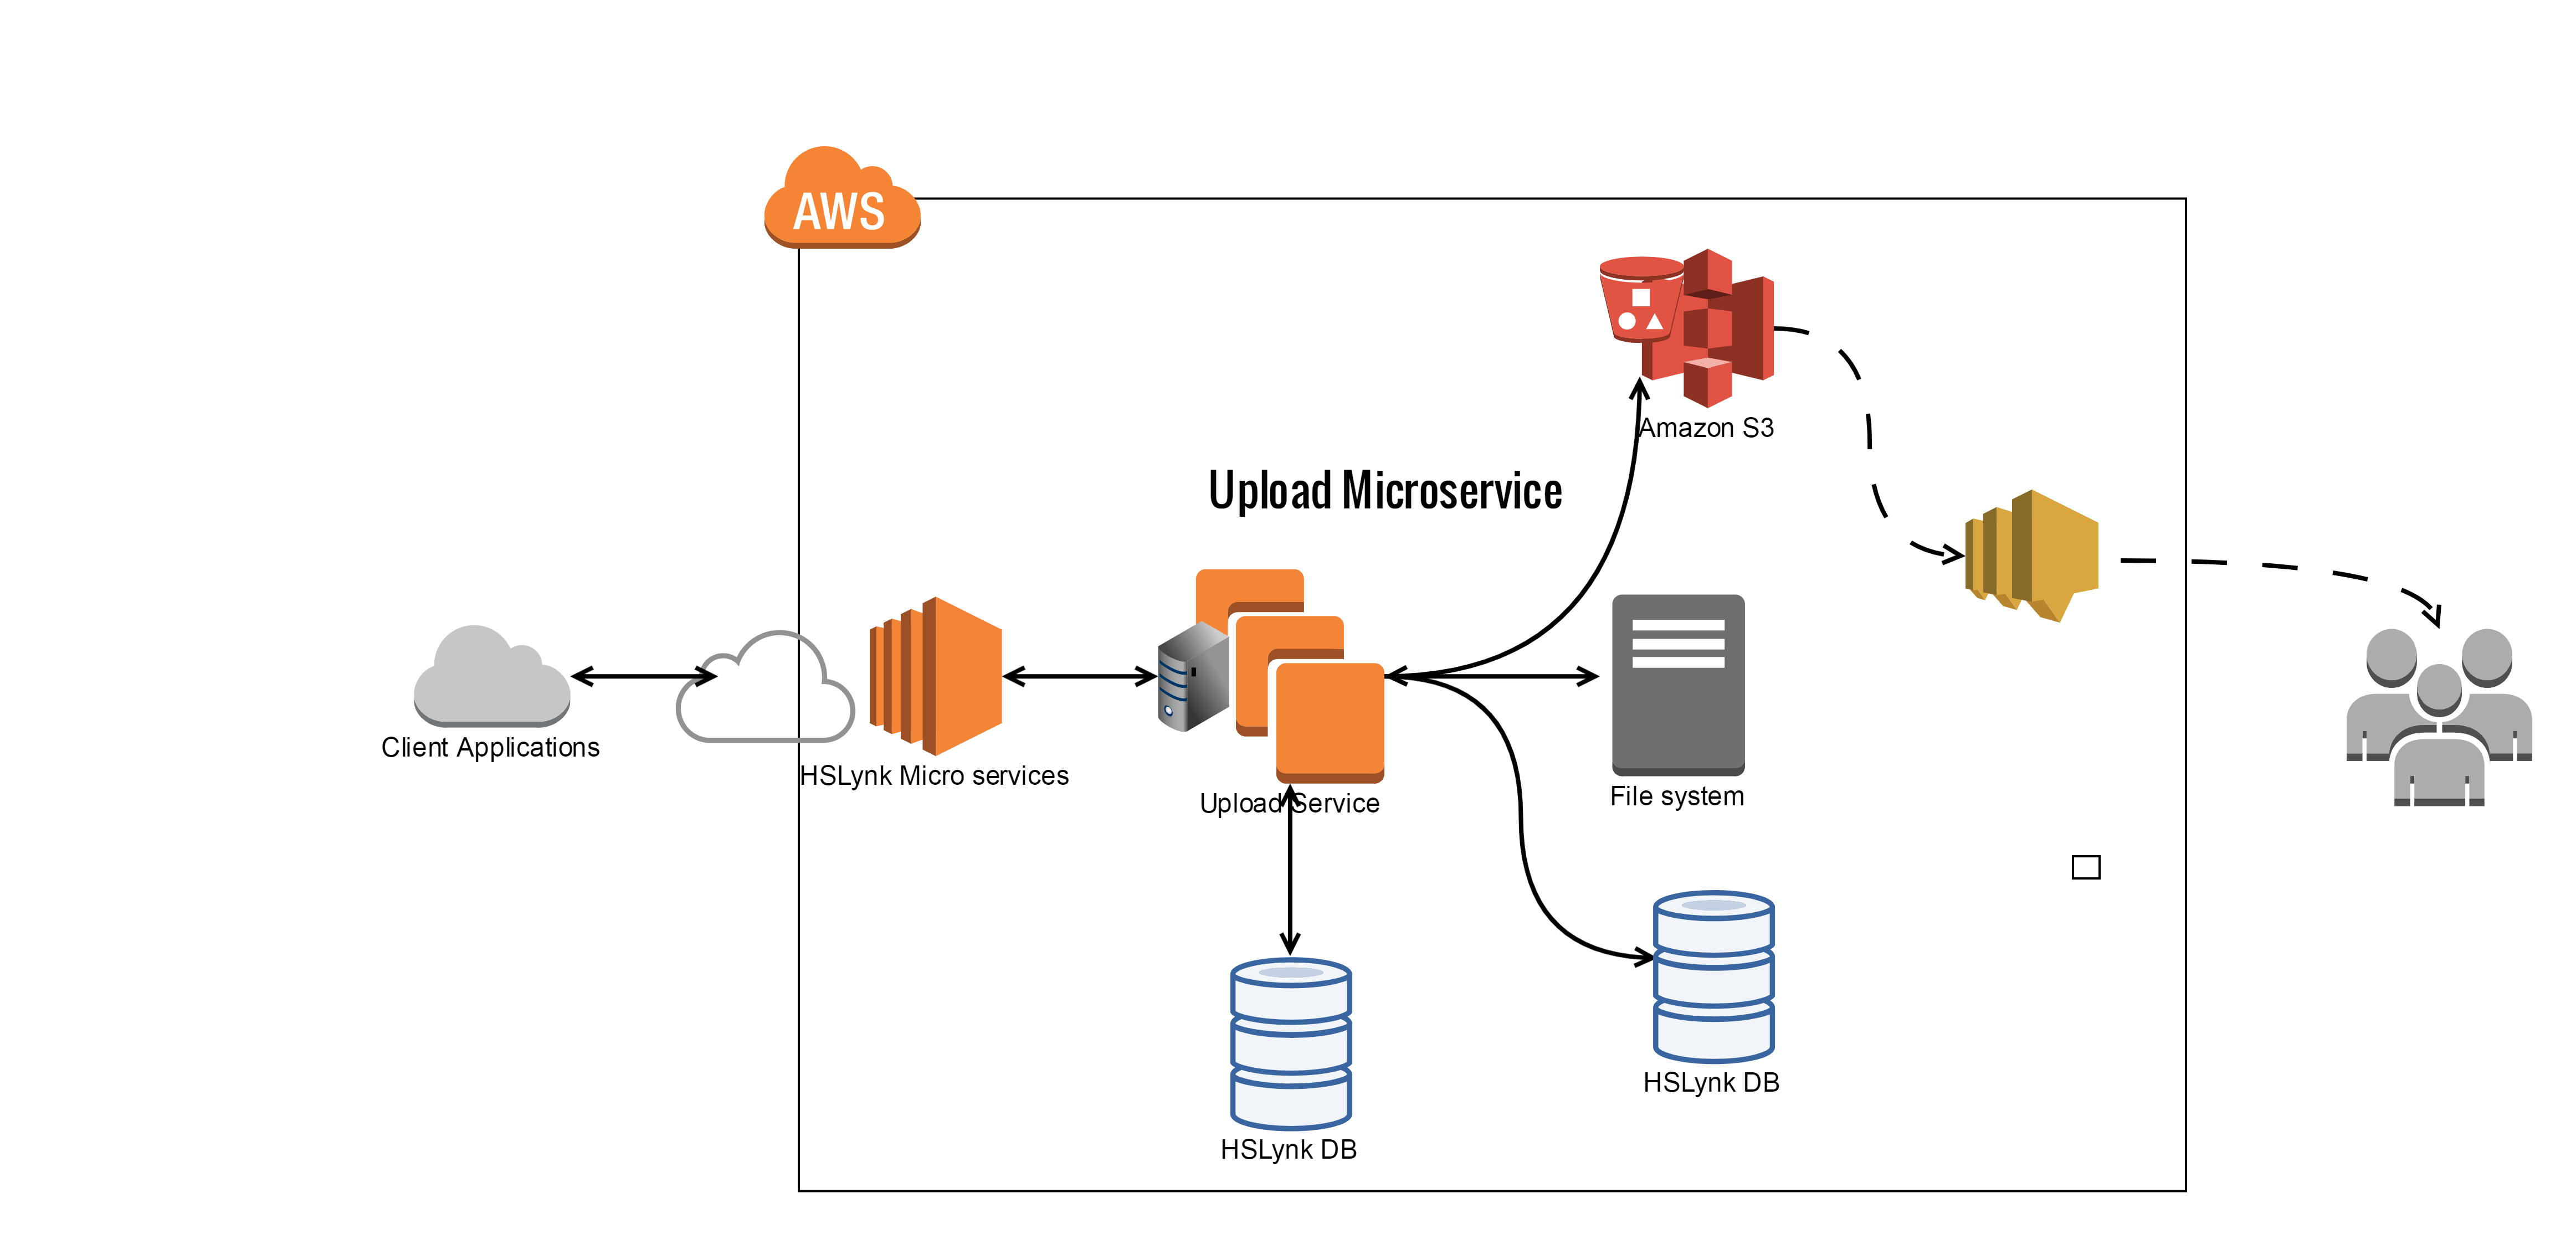 AWS
Amazon S3
Upload Microservice
Client Applications
HSLynk Micro services
Upload Service
File system
HSLynk DB
HSLynk DB